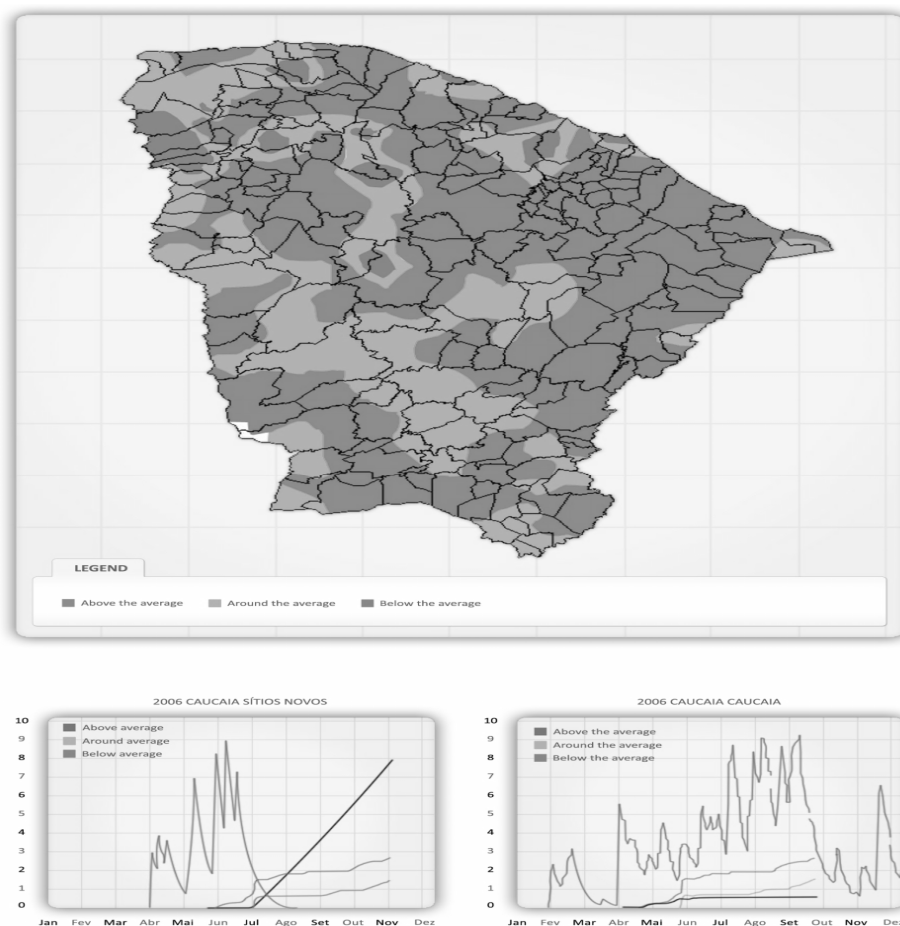 LEGEND
Above the average Around the average Below the average
2006 CAUCAIA SÍTIOS NOVOS
10
9
8
7
6
5
4
3
2
1
0
Above average
Around average
Below average
Jan Fev Mar Abr Mai Jun Jul Ago Set Out Nov Dez
2006 CAUCAIA CAUCAIA
10
9
8
7
6
5
4
3
2
1
0
Above the average
Around the average
Below the average
Jan Fev Mar Abr Mai Jun Jul Ago Set Out Nov Dez